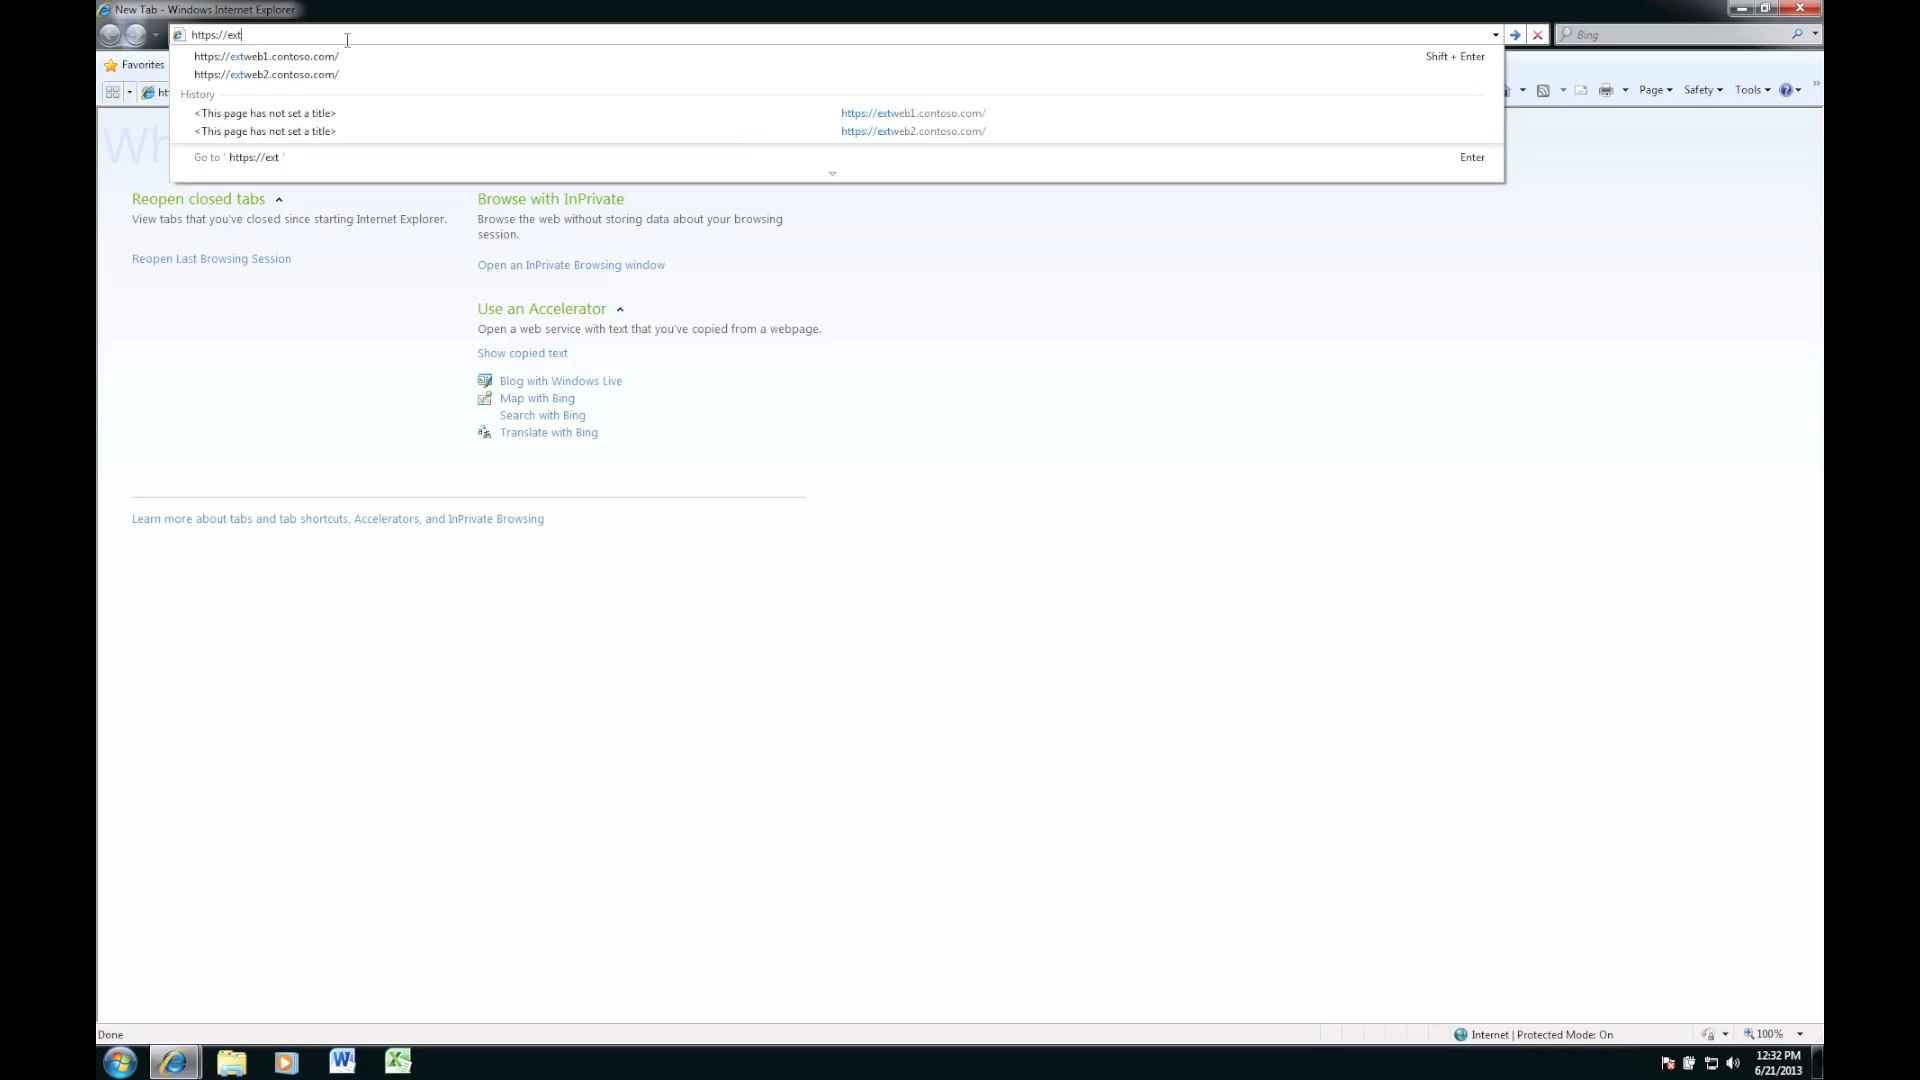 New Tab - Windows Internet Explorer
https://ext
Bing
https://extweb1.contoso.com/ Shift + Enter
https://extweb2.contoso.com/
Favorites
History
ht
Page Safety Tools
<This page has not set a title> https://extweb1.contoso.com/
<This page has not set a title> https://extweb2.contoso.com/
Wh
Go to ' https://ext ' Enter
Reopen closed tabs
View tabs that you've closed since starting Internet Explorer.
Reopen Last Browsing Session
Browse with InPrivate
Browse the web without storing data about your browsing
session.
Open an InPrivate Browsing window
Use an Accelerator
Open a web service with text that you've copied from a webpage.
Show copied text
Blog with Windows Live
Map with Bing
Search with Bing
Translate with Bing
Learn more about tabs and tab shortcuts, Accelerators, and InPrivate Browsing
Done
Internet | Protected Mode: On
100%
12:32 PM
6/21/2013